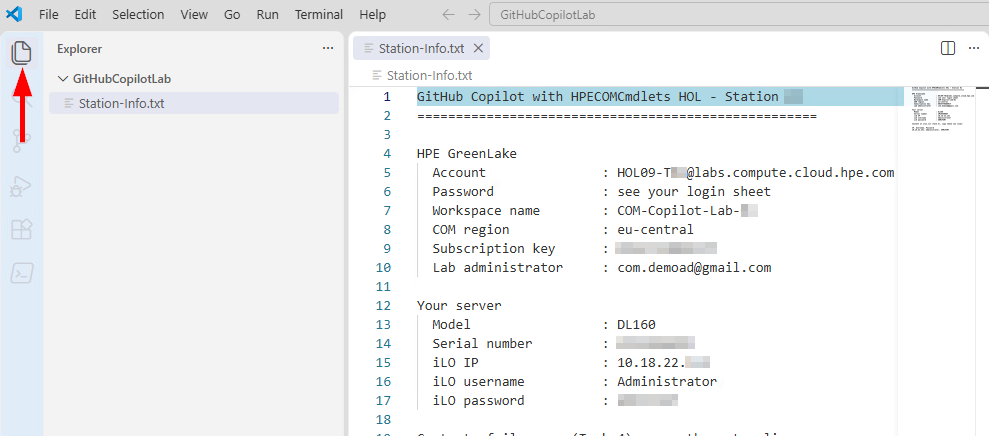 File Edit Selection View Go Run Terminal Help GitHubCopilotLab
Explorer
GitHubCopilotLab
Station-Info.txt
Station-Info.txt
Station-Info.txt
1 GitHub Copilot with HPECOMCmdlets HOL - Station
2 ====================================================
3
4 HPE GreenLake
5 Account : HOL09-T @labs.compute.cloud.hpe.com
6 Password : see your login sheet
7 Workspace name : COM-Copilot-Lab-
8 COM region : eu-central
9 Subscription key :
10 Lab administrator : com.demoad@gmail.com
11
12 Your server
13 Model : DL160
14 Serial number :
15 iLO IP : 10.18.22.
16 iLO username : Administrator
17 iLO password :
18